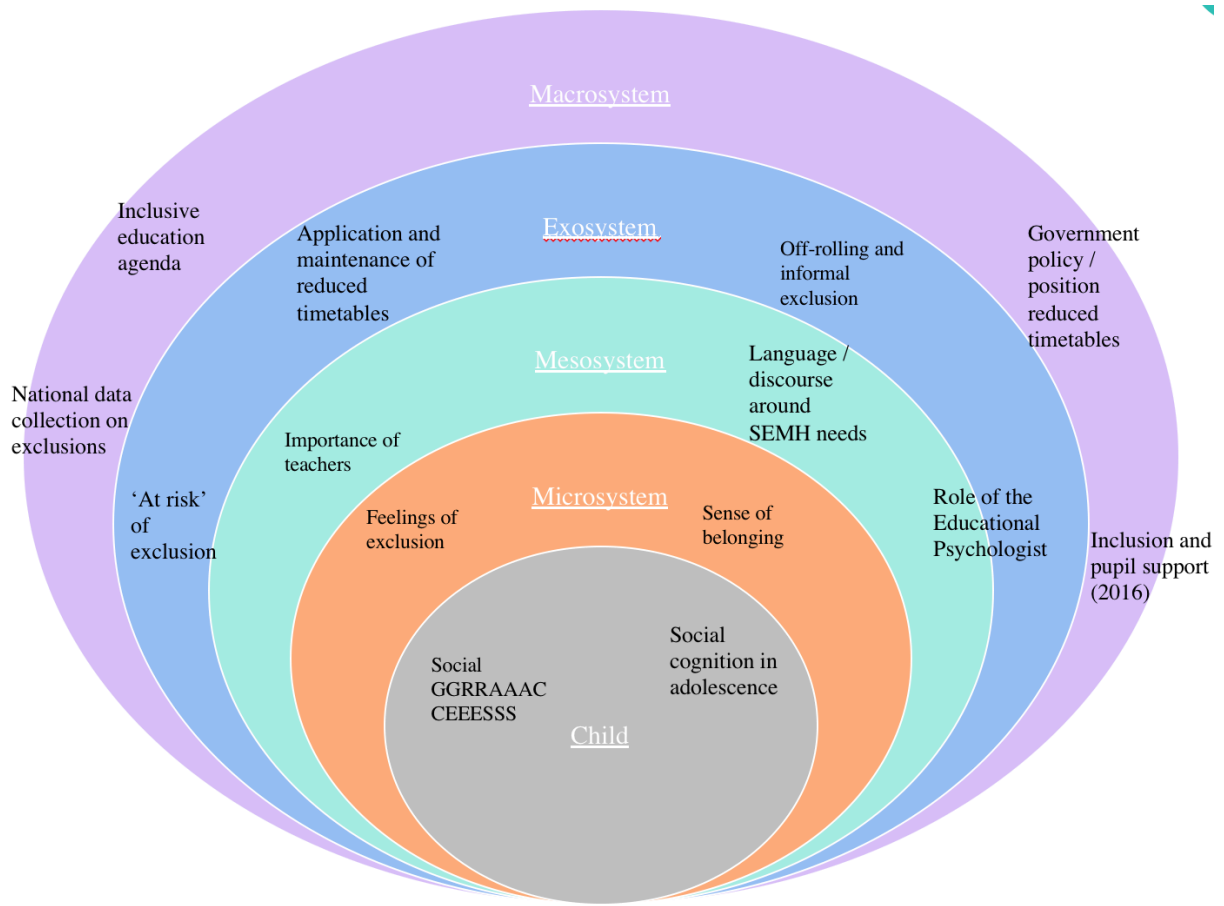 Macrosystem
Inclusive
education
agenda
Application and
maintenance of
reduced
timetables
Exosystem
Off-rolling and
informal
exclusion
Government
policy /
position
reduced
timetables
National data
collection on
exclusions
Importance of
teachers
Mesosystem
Language /
discourse
around
SEMH needs
‘At risk’
of
exclusion
Feelings of
exclusion
Microsystem
Sense of
belonging
Role of the
Educational
Psychologist
Inclusion and
pupil support
(2016)
Social
GGRRAAAC
CEEESSS
Social
cognition in
adolescence
Child